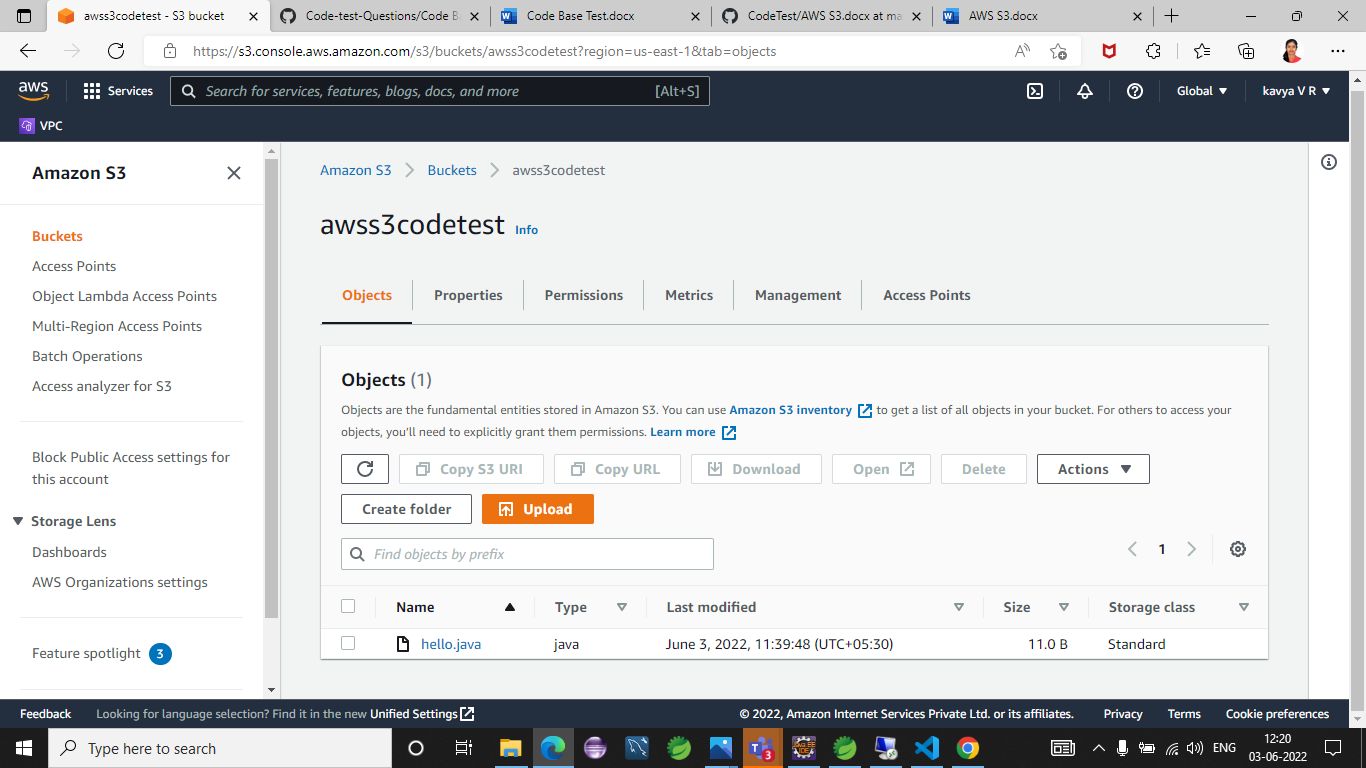 awss3codetest - S3 bucket
Code-test-Questions/Code B
Code Base Test.docx
CodeTest/AWS S3.docx at ma
AWS S3.docx
https://s3.console.aws.amazon.com/s3/buckets/awss3codetest?region=us-east-1&tab=objects
aws
Services
Search for services, features, blogs, docs, and more
[Alt+S]
Global
kavya V R
VPC
Amazon S3
Buckets
Access Points
Object Lambda Access Points
Multi-Region Access Points
Batch Operations
Access analyzer for S3
Block Public Access settings for
this account
Storage Lens
Dashboards
AWS Organizations settings
Feature spotlight 3
Amazon S3 > Buckets > awss3codetest
awss3codetest Info
Objects
Properties
Permissions
Metrics
Management
Access Points
Objects (1)
Objects are the fundamental entities stored in Amazon S3. You can use Amazon S3 inventory to get a list of all objects in your bucket. For others to access your
objects, you'll need to explicitly grant them permissions. Learn more
Copy S3 URI
Copy URL
Download
Open
Delete
Actions
Create folder
Upload
Find objects by prefix
1
Name Type Last modified Size Storage class
hello.java java June 3, 2022, 11:39:48 (UTC+05:30) 11.0 B Standard
Feedback
Looking for language selection? Find it in the new Unified Settings
© 2022, Amazon Internet Services Private Ltd. or its affiliates.
Privacy
Terms
Cookie preferences
Type here to search
3
ENG
12:20
03-06-2022